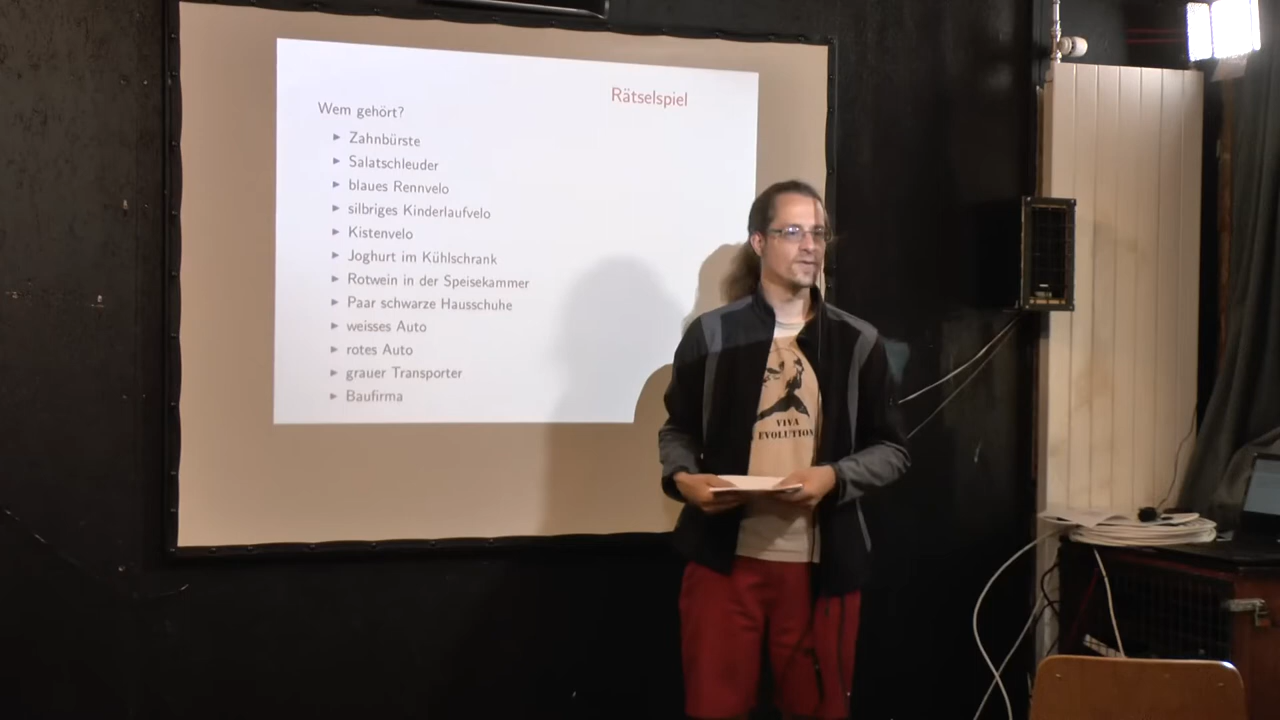 Rätselspiel
Wem gehört?
Zahnbürste
Salatschleuder
blaues Rennvelo
silbriges Kinderlaufvelo
Kistenvelo
Joghurt im Kühlschrank
Rotwein in der Speisekammer
Paar schwarze Hausschuhe
weisses Auto
rotes Auto
grauer Transporter
Baufirma
VIVA
EVOLUTION